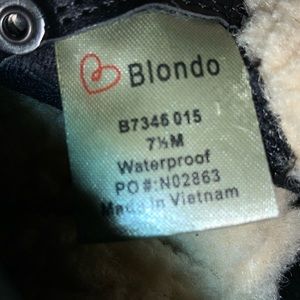 Blondo
B7346 015
7½M
Waterproof
PO#:N02863
Made in Vietnam